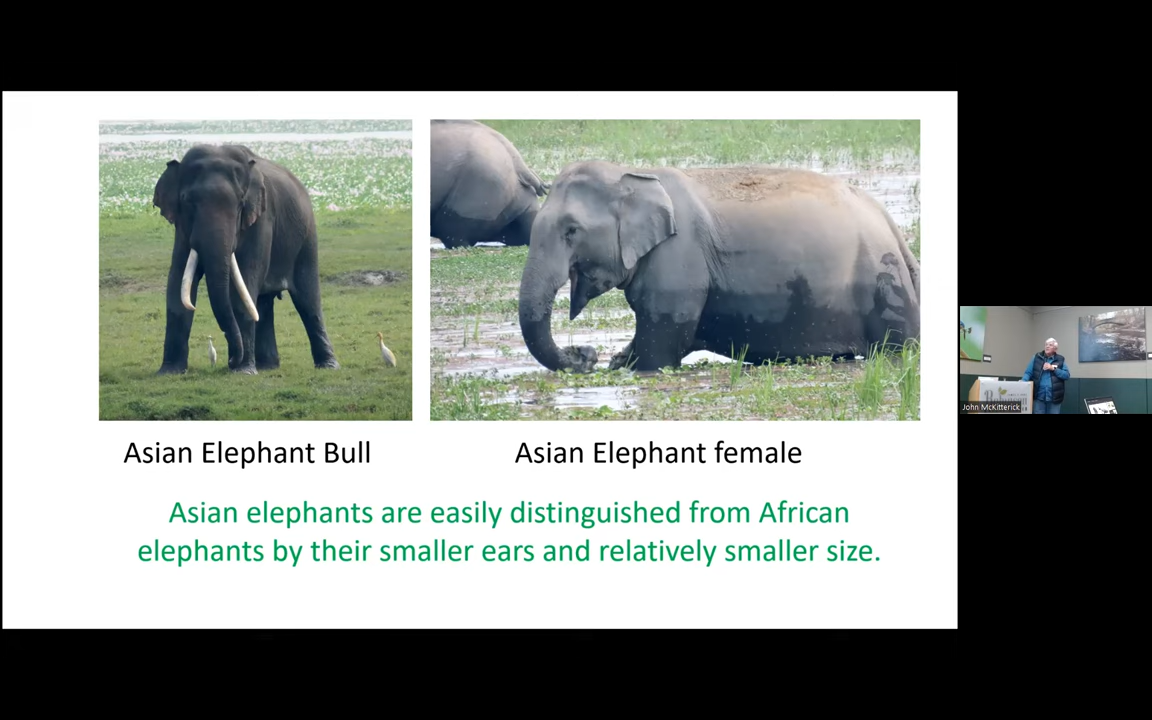 Asian Elephant Bull
Asian Elephant female
Asian elephants are easily distinguished from African
elephants by their smaller ears and relatively smaller size.
John McKitterick